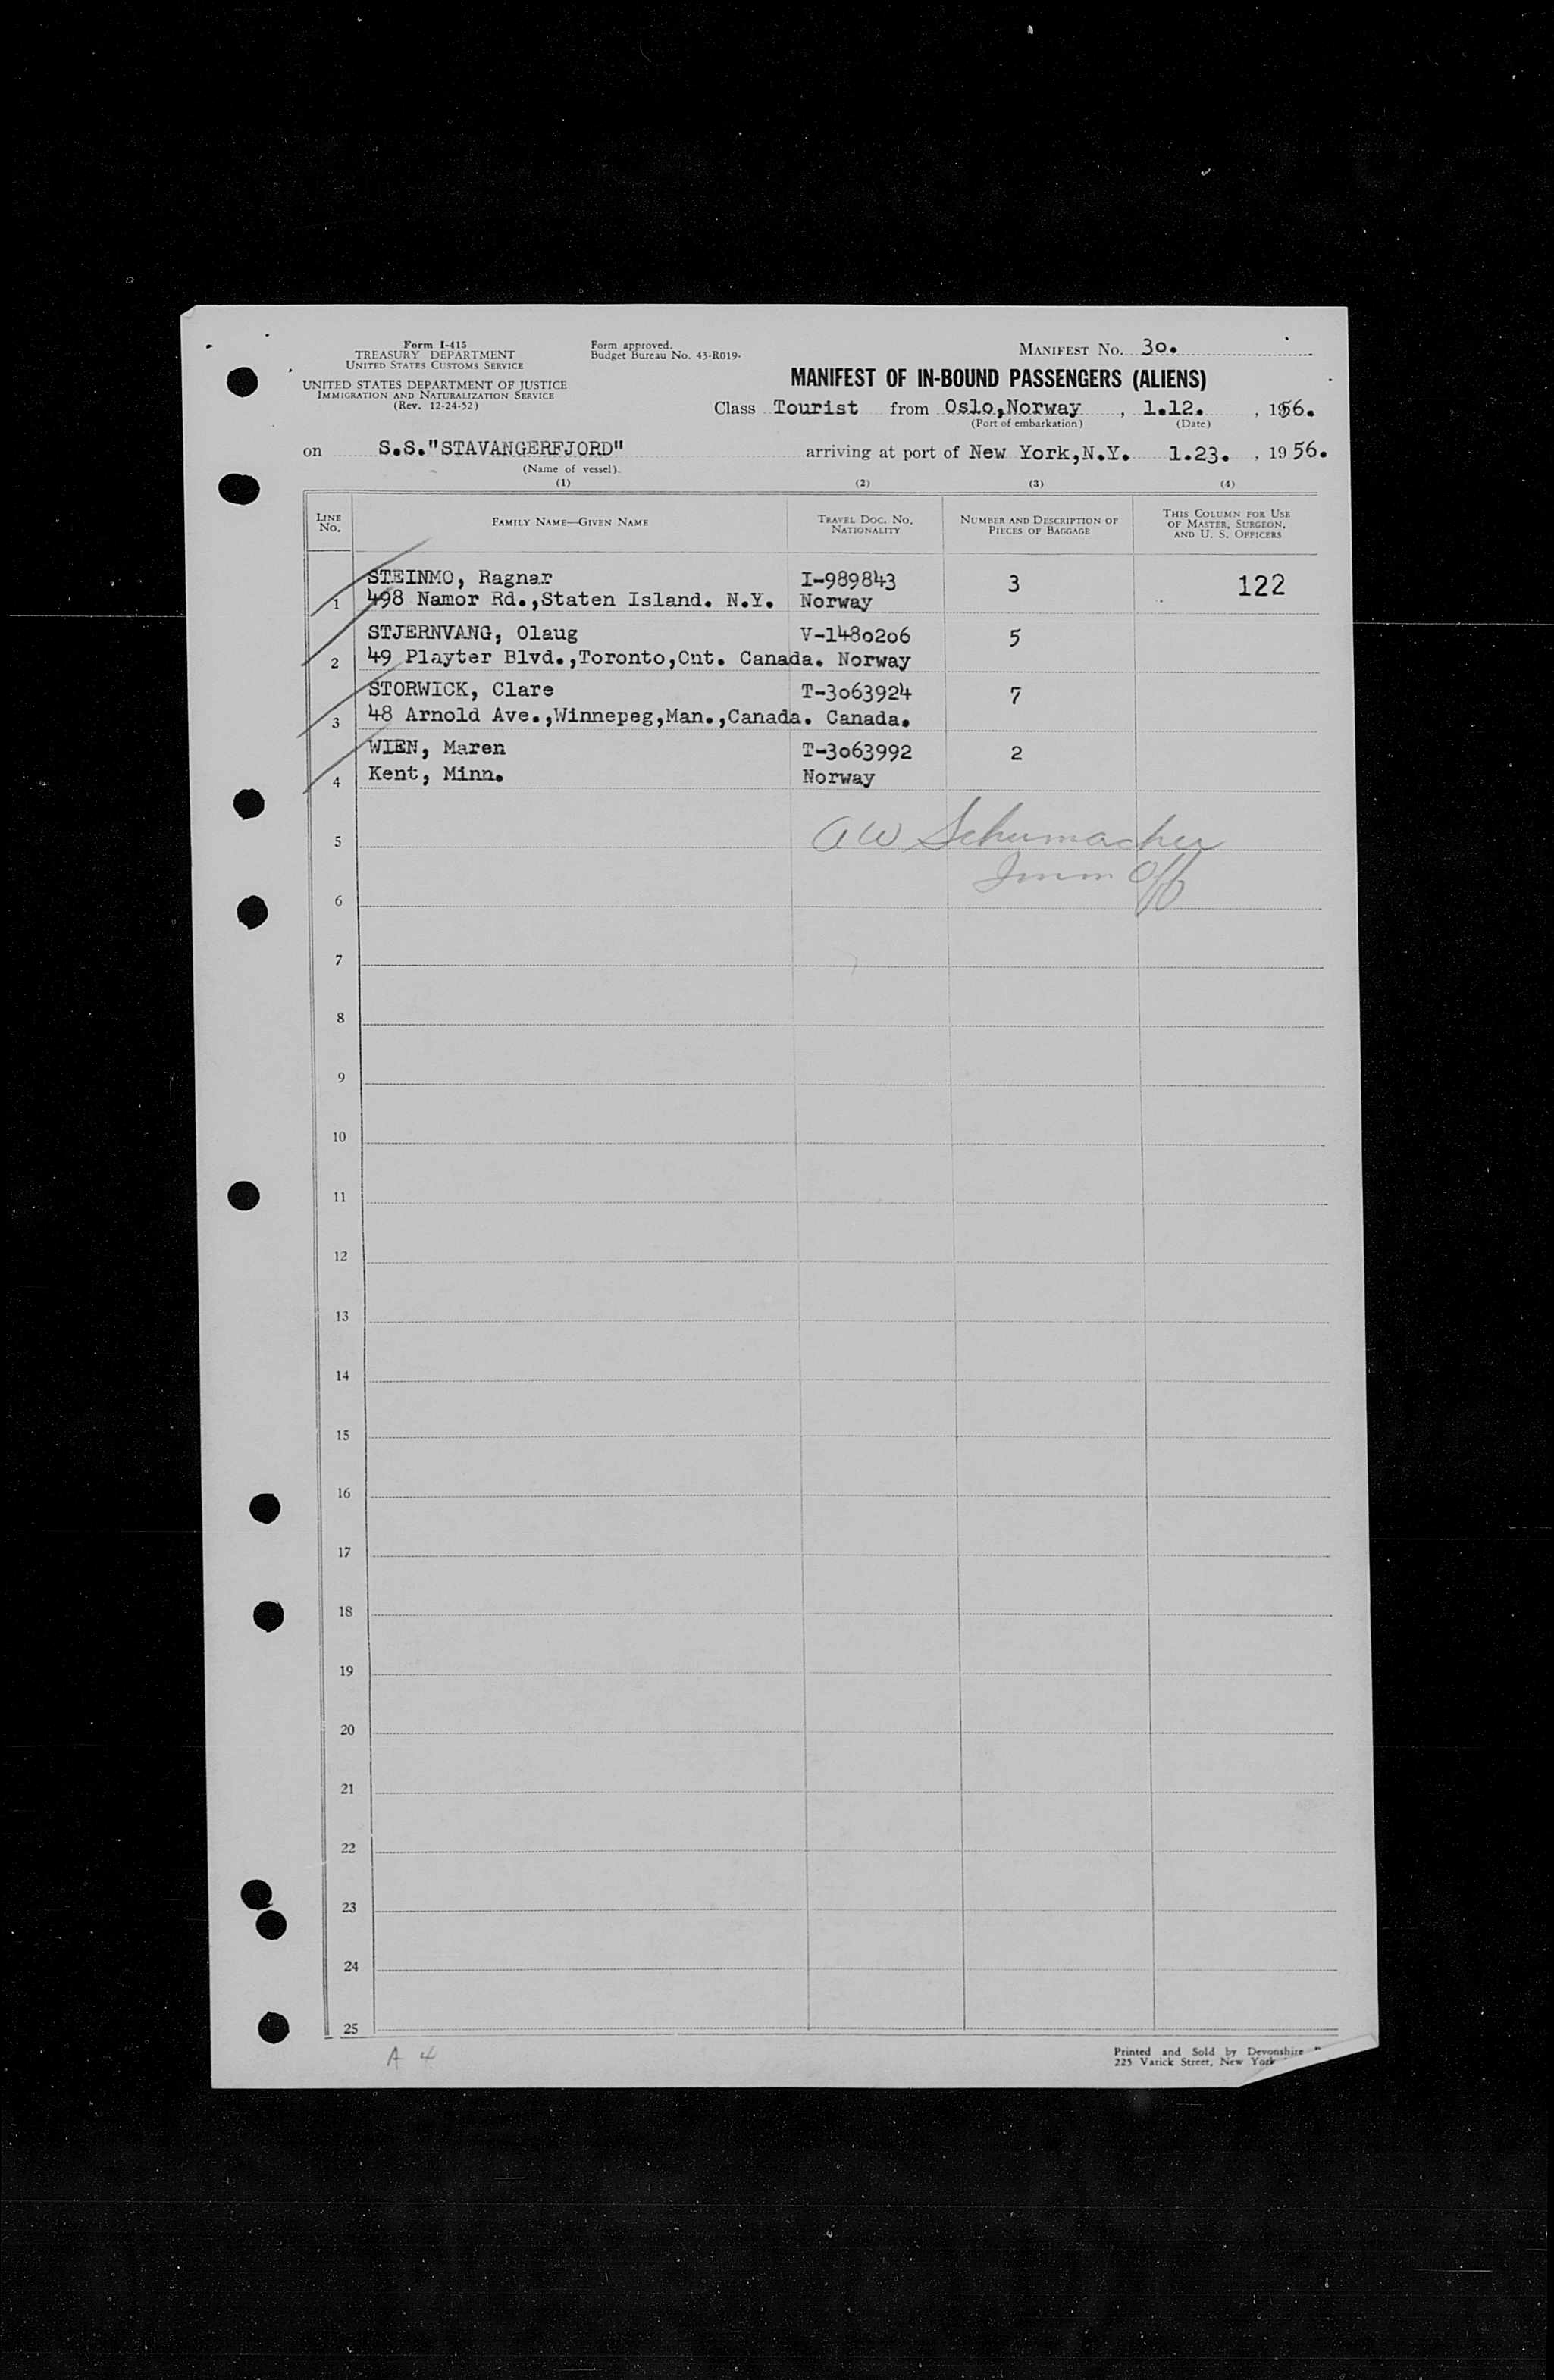 Form I-415
TREASURY DEPARTMENT
UNITED STATES CUSTOMS SERVICE
UNITED STATES DEPARTMENT OF JUSTICE
IMMIGRATION AND NATURALIZATION SERVICE
(Rev. 12-24-52)
Form approved.
Budget Bureau No. 43-R019-
MANIFEST No. 30.
MANIFEST OF IN-BOUND PASSENGERS (ALIENS)
Class Tourist from Oslo,Norway , 1.12. , 1956.
(Port of embarkation) (Date)
on S.S."STAVANGERFJORD" arriving at port of New York,N.Y. 1.23. , 1956.
(Name of vessel)
(1) (2) (3) (4)
LINE No. FAMILY NAME—GIVEN NAME TRAVEL DOC. NO. NATIONALITY NUMBER AND DESCRIPTION OF PIECES OF BAGGAGE THIS COLUMN FOR USE OF MASTER, SURGEON, AND U. S. OFFICERS
STEINMO, Ragnar I-989843 3 122
1 498 Namor Rd.,Staten Island. N.Y. Norway
STJERNVANG, Olaug V-1480206 5
2 49 Playter Blvd.,Toronto,Ont. Canada. Norway
STORWICK, Clare T-3063924 7
3 48 Arnold Ave.,Winnepeg,Man.,Canada. Canada.
WIEN, Maren T-3063992 2
4 Kent, Minn. Norway
5 AW Schumacher
Imm Off
6
7
8
9
10
11
12
13
14
15
16
17
18
19
20
21
22
23
24
25
A 4
Printed and Sold by Devonshire
225 Varick Street, New York